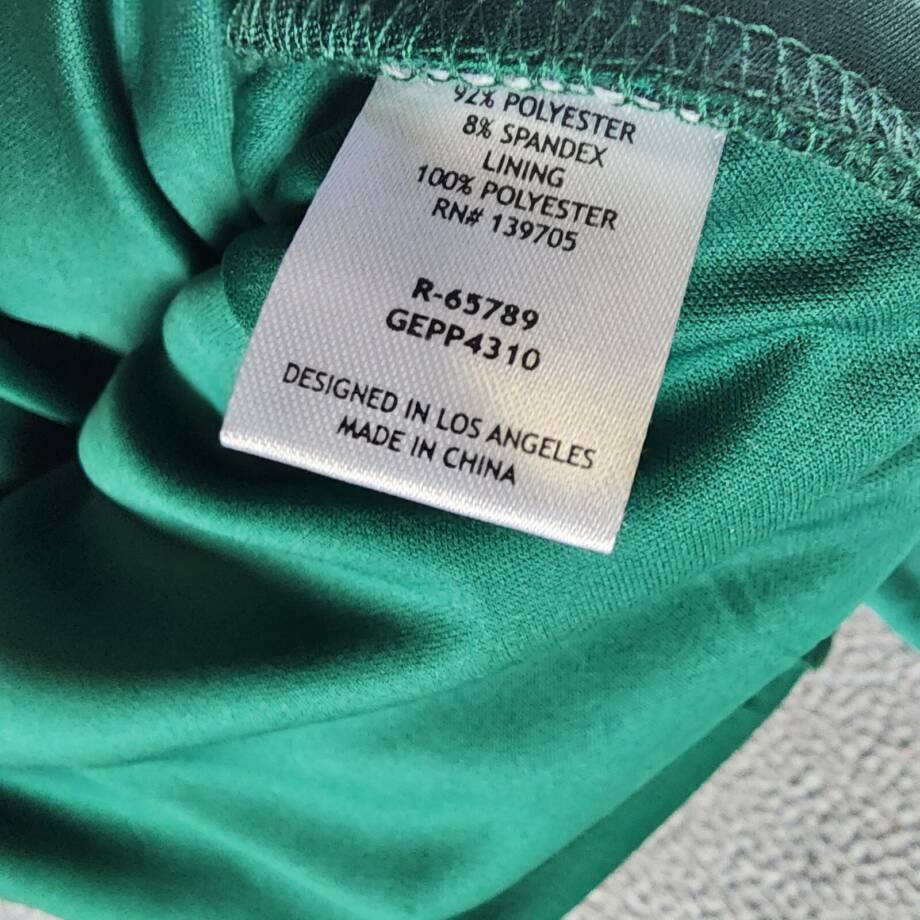 92% POLYESTER
8% SPANDEX
LINING
100% POLYESTER
RN# 139705
R-65789
GEPP4310
DESIGNED IN LOS ANGELES
MADE IN CHINA